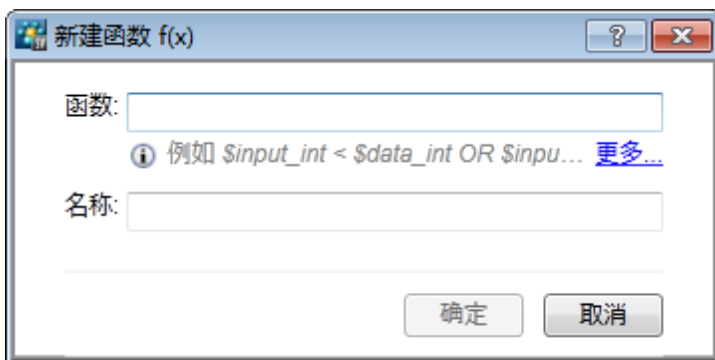 新建函数 f(x)
函数:
例如 $input_int < $data_int OR $inpu... 更多...
名称:
确定 取消